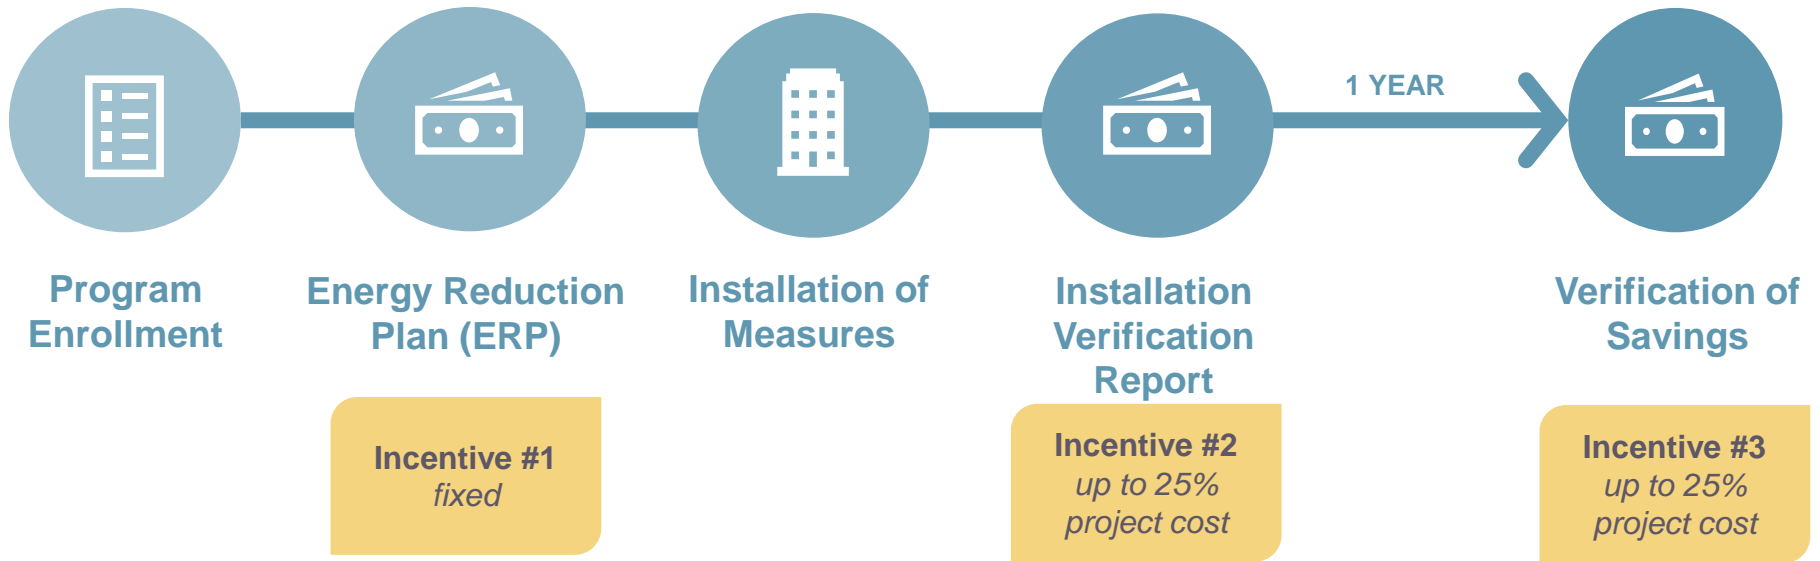 1 YEAR
Program
Enrollment
Energy Reduction
Plan (ERP)
Installation of
Measures
Installation
Verification
Report
Verification of
Savings
Incentive #1
fixed
Incentive #2
up to 25%
project cost
Incentive #3
up to 25%
project cost